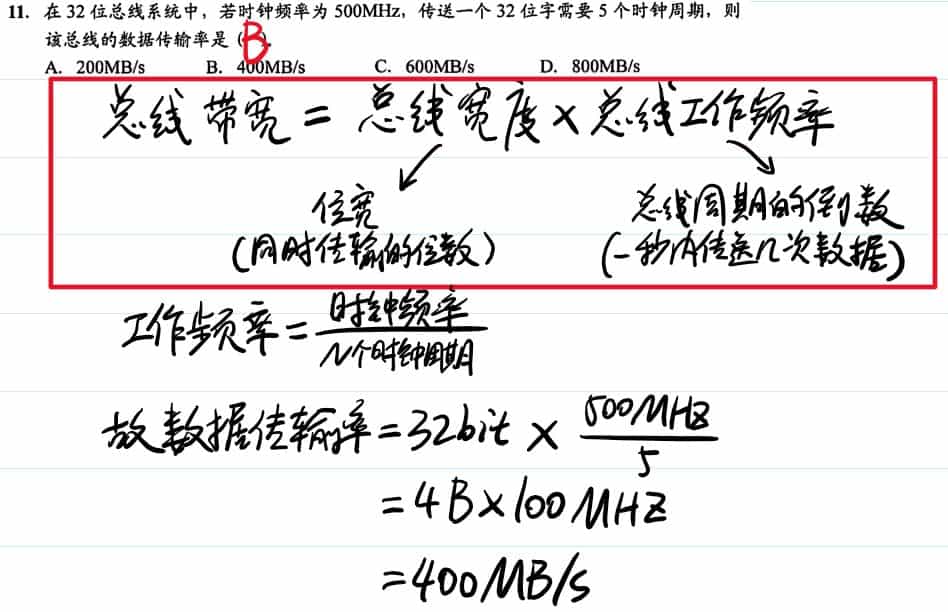 11. 在 32 位总线系统中，若时钟频率为 500MHz，传送一个 32 位字需要 5 个时钟周期，则
该总线的数据传输率是（B）。
A. 200MB/s B. 400MB/s C. 600MB/s D. 800MB/s
总线带宽 = 总线宽度 × 总线工作频率
位宽
(同时传输的位数)
总线周期的倒数
(一秒内传送几次数据)
工作频率 = 时钟频率 / N个时钟周期
故数据传输率 = 32bit × 500MHZ / 5
= 4B × 100MHZ
= 400MB/s